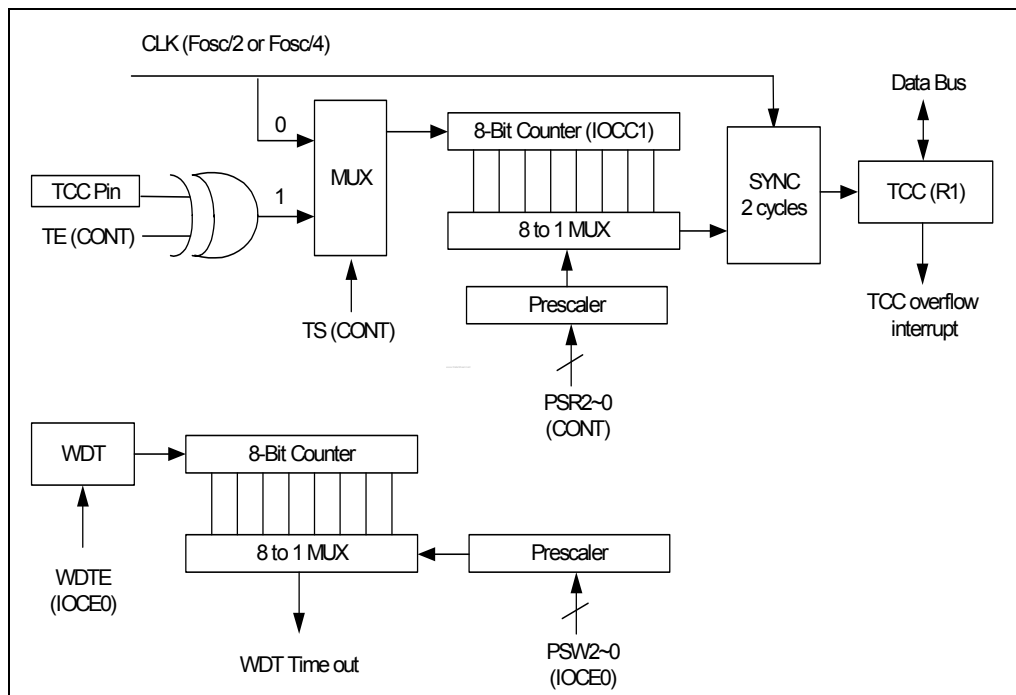 CLK (Fosc/2 or Fosc/4)
Data Bus
0
8-Bit Counter (IOCC1)
MUX
SYNC
2 cycles
TCC (R1)
TCC Pin
1
TE (CONT)
8 to 1 MUX
Prescaler
TS (CONT)
TCC overflow
interrupt
PSR2~0
(CONT)
WDT
8-Bit Counter
8 to 1 MUX
Prescaler
WDTE
(IOCE0)
WDT Time out
PSW2~0
(IOCE0)